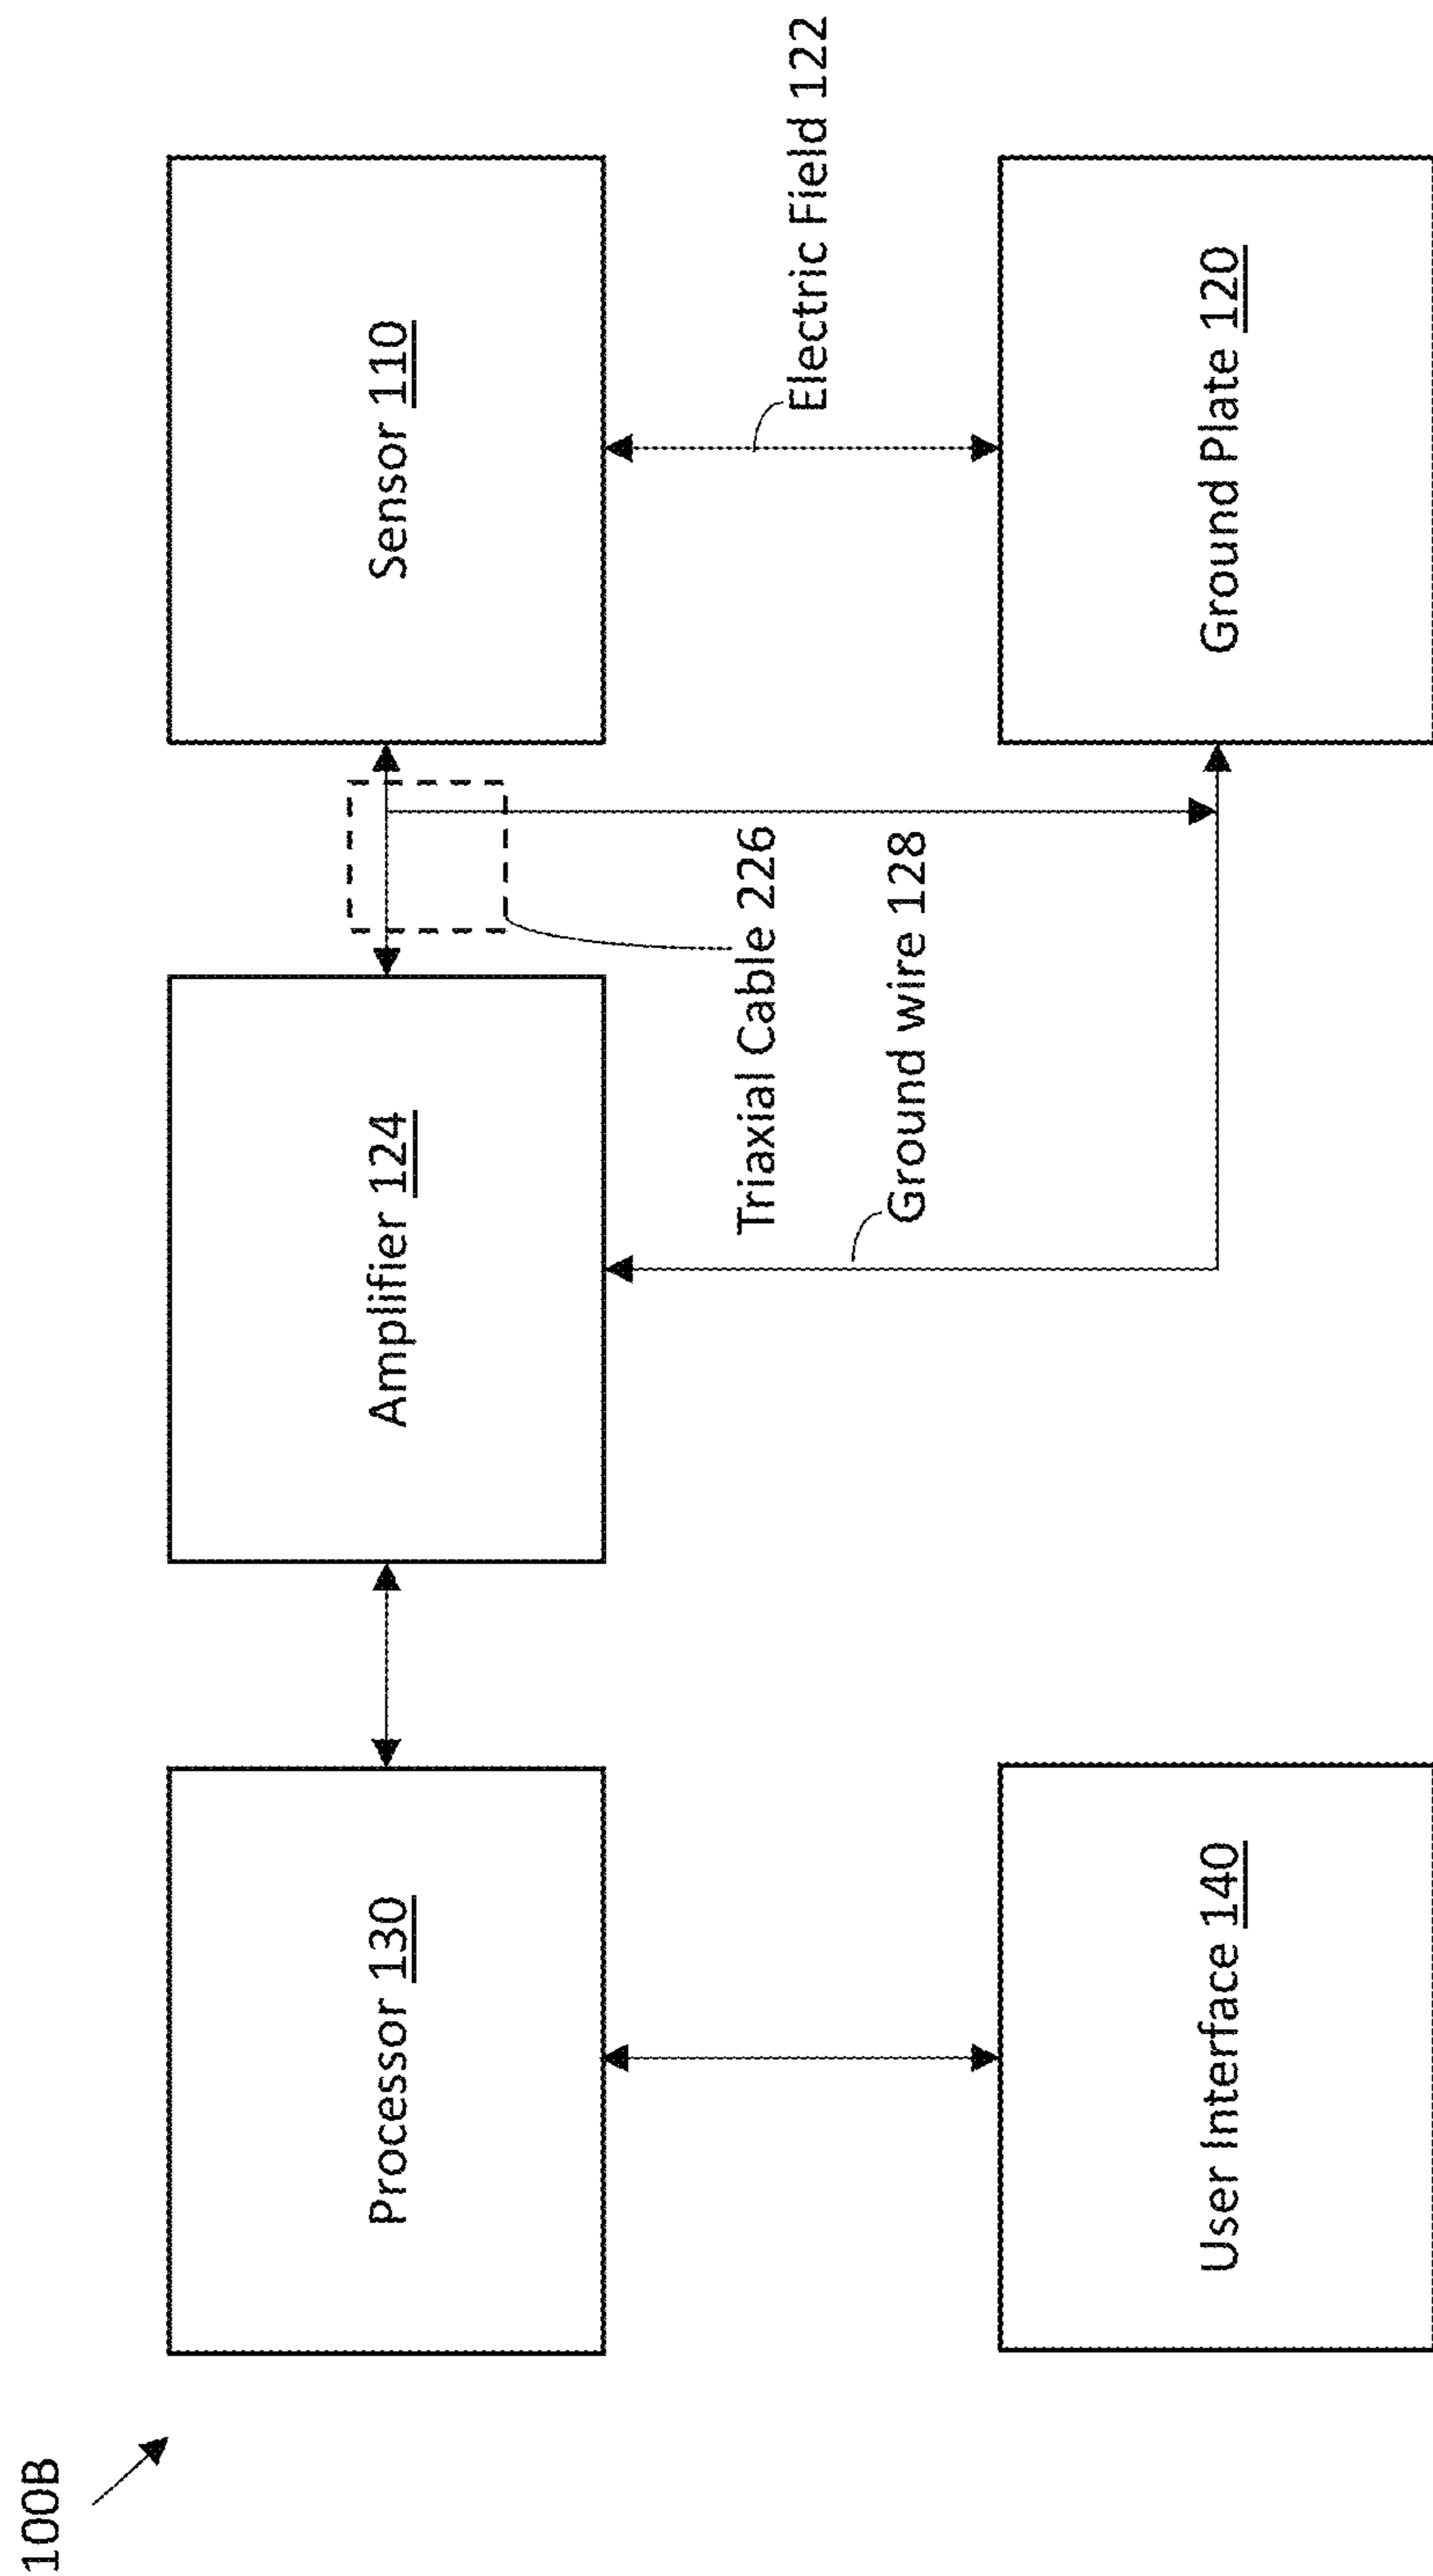 100B
Processor 130
Amplifier 124
Sensor 110
Triaxial Cable 226
Electric Field 122
Ground wire 128
User Interface 140
Ground Plate 120